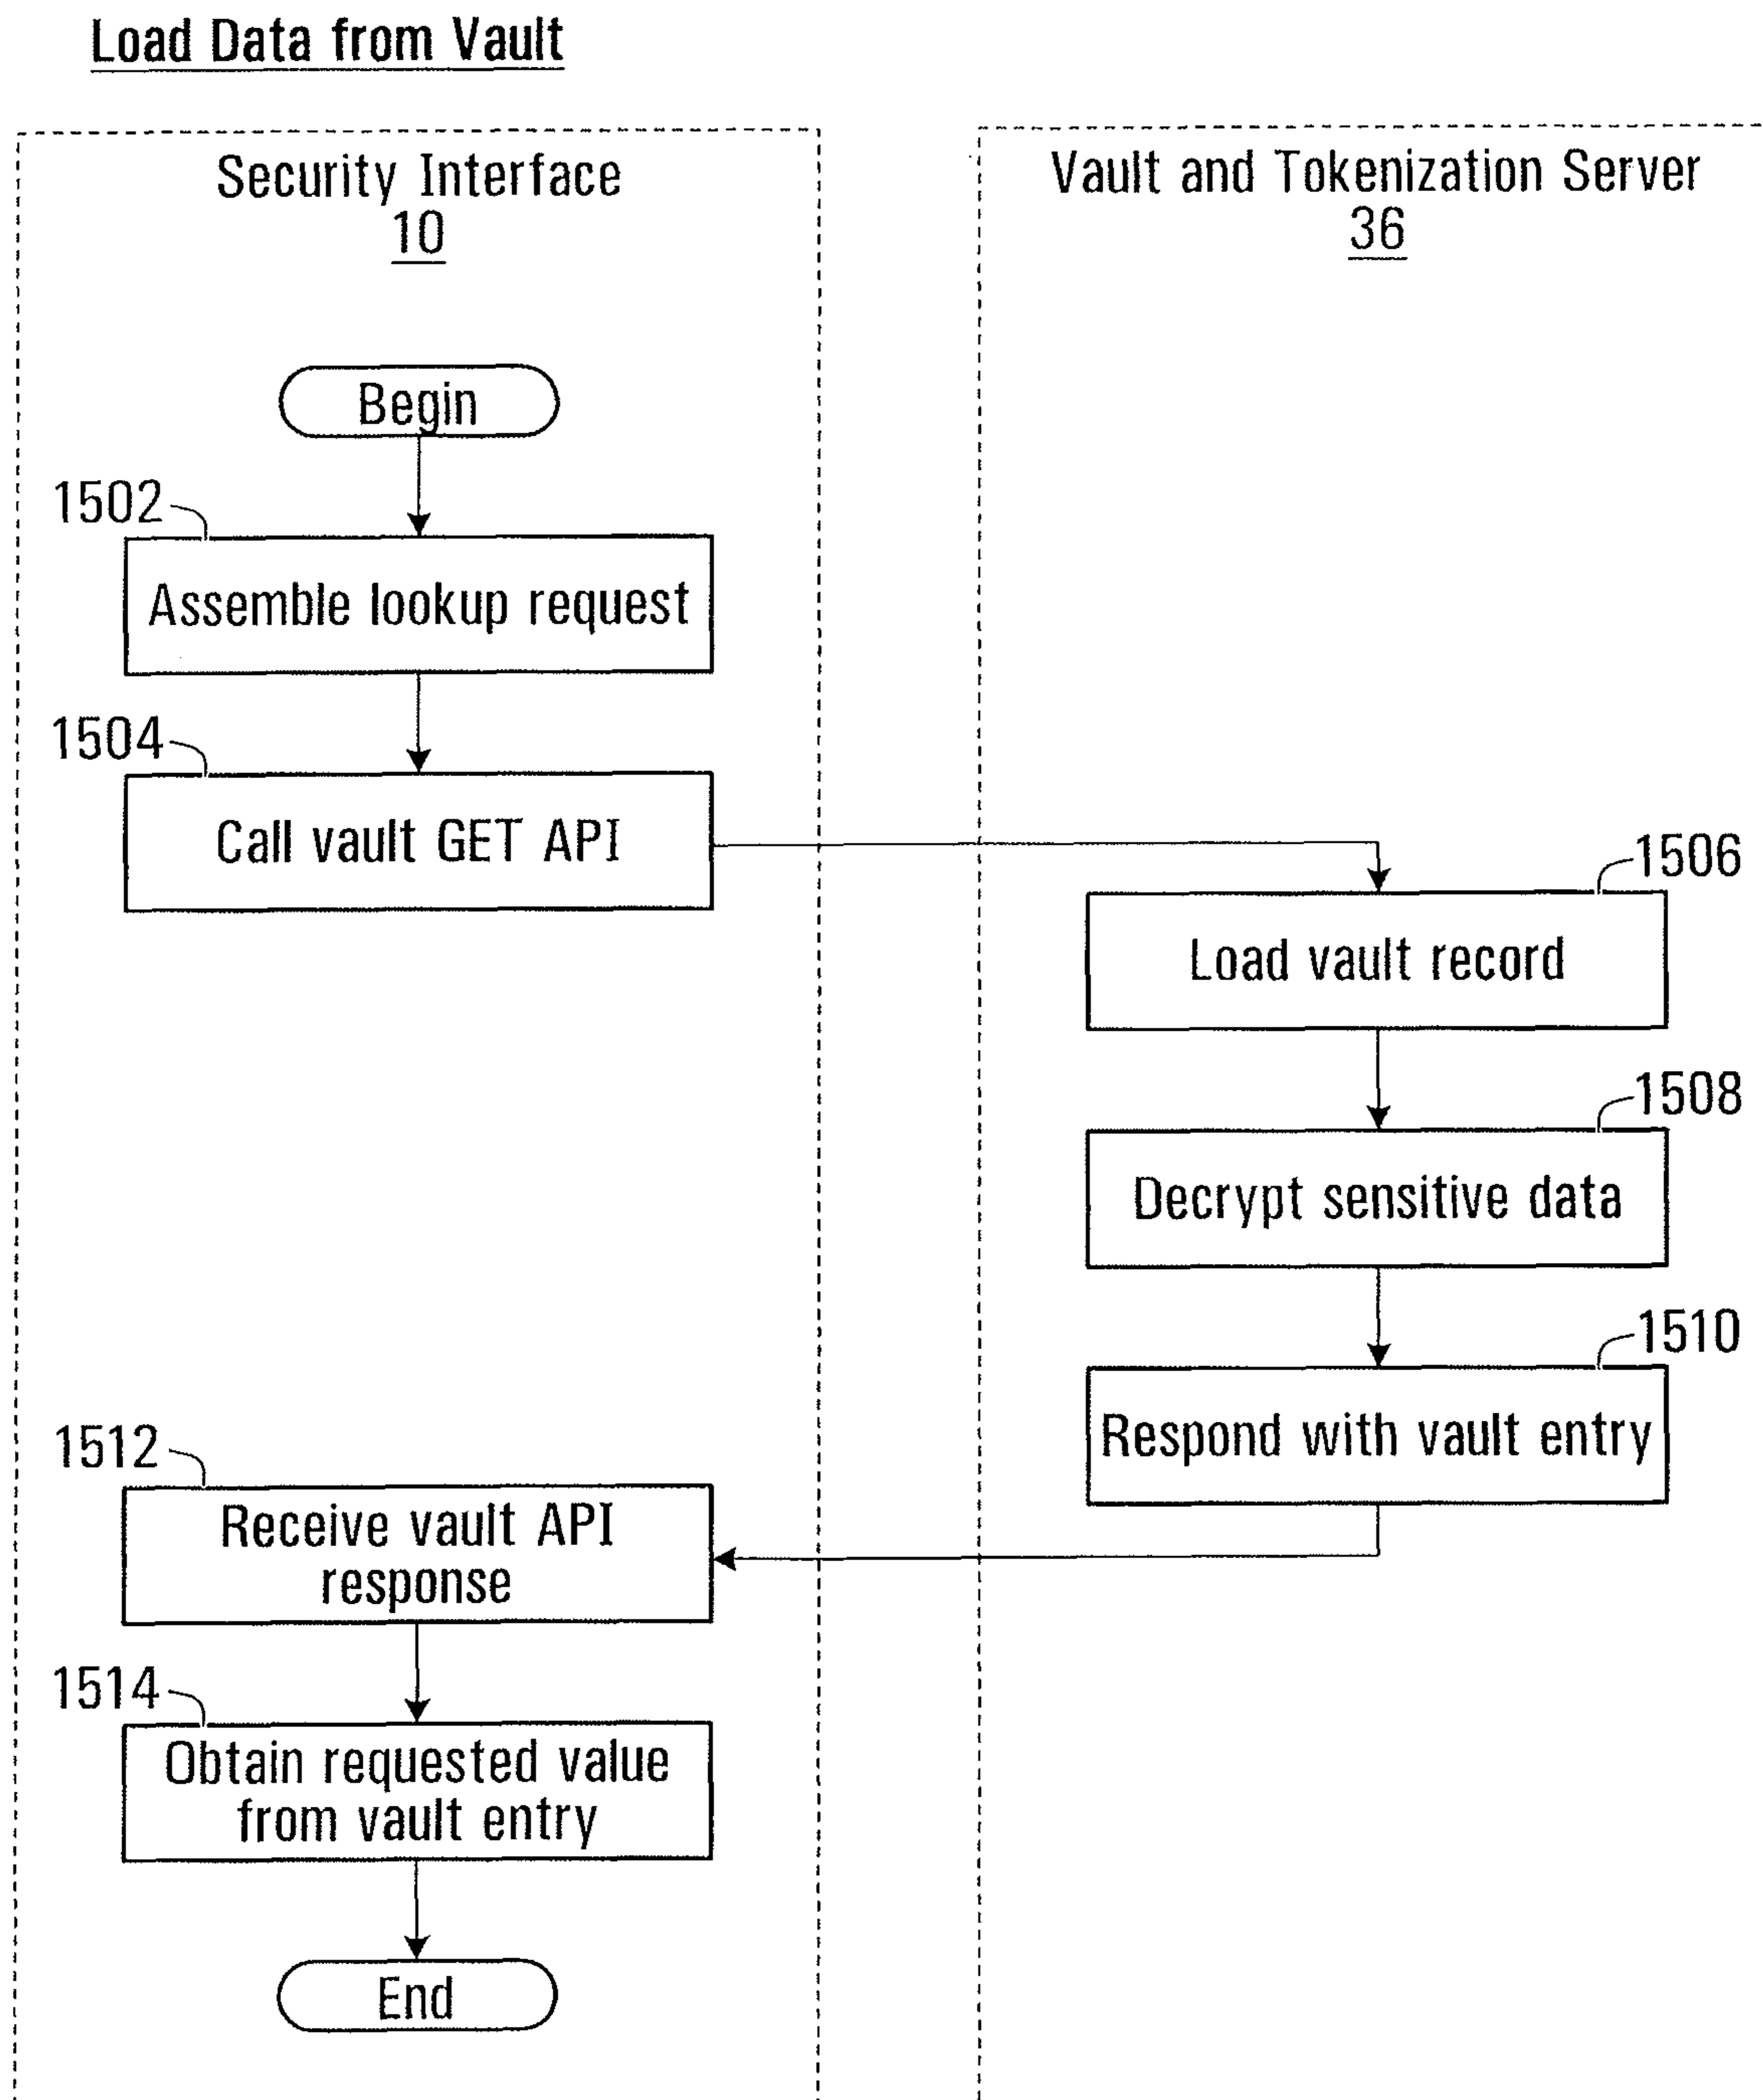 Load Data from Vault
Security Interface
10
Vault and Tokenization Server
36
Begin
1502
Assemble lookup request
1504
Call vault GET API
1506
Load vault record
1508
Decrypt sensitive data
1510
Respond with vault entry
1512
Receive vault API
response
1514
Obtain requested value
from vault entry
End